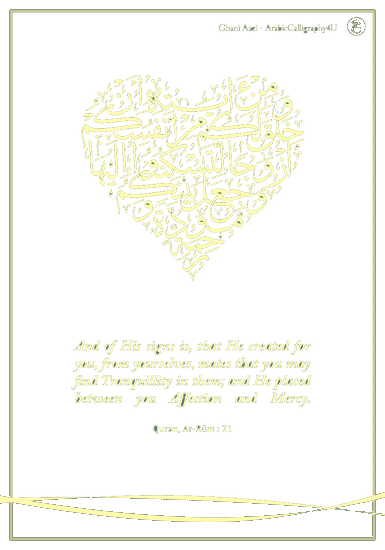 Ghani Azei - ArabicCalligraphy4U
ومن آياته أن خلق لكم من أنفسكم أزواجا لتسكنوا إليها وجعل بينكم مودة ورحمة
And of His signs is, that He created for
you, from yourselves, mates that you may
find Tranquillity in them; and He placed
between you Affection and Mercy.
Quran, Ar-Rūm : 21